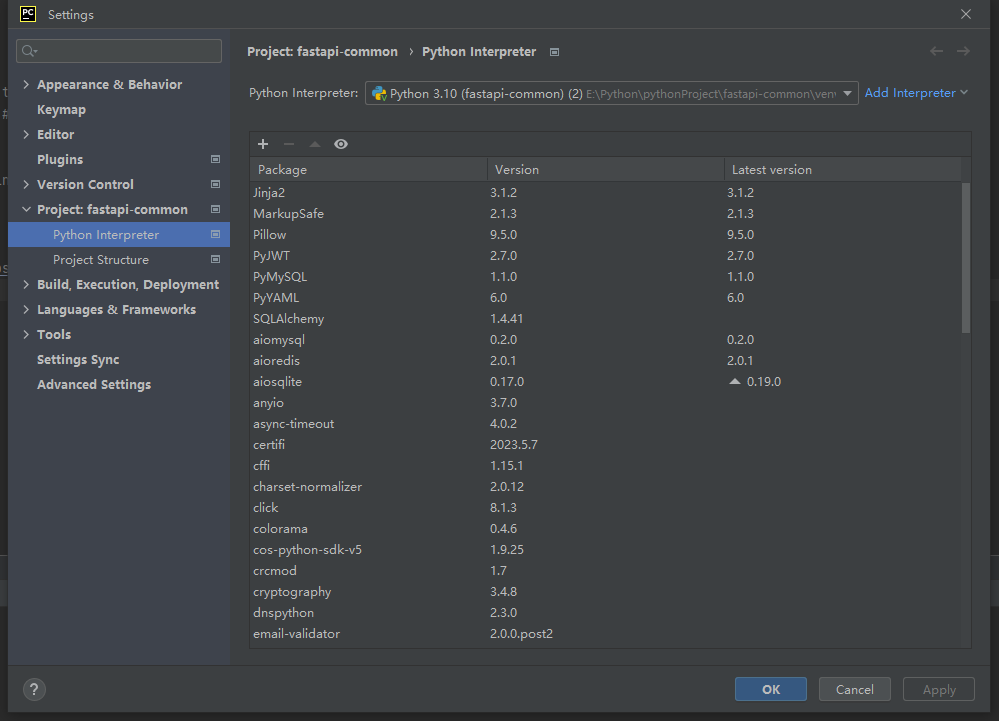 PC
Settings
Appearance & Behavior
Keymap
Editor
Plugins
Version Control
Project: fastapi-common
Python Interpreter
Project Structure
Build, Execution, Deployment
Languages & Frameworks
Tools
Settings Sync
Advanced Settings
Project: fastapi-common › Python Interpreter
Python Interpreter: Python 3.10 (fastapi-common) (2) E:\Python\pythonProject\fastapi-common\ven Add Interpreter
Package Version Latest version
Jinja2 3.1.2 3.1.2
MarkupSafe 2.1.3 2.1.3
Pillow 9.5.0 9.5.0
PyJWT 2.7.0 2.7.0
PyMySQL 1.1.0 1.1.0
PyYAML 6.0 6.0
SQLAlchemy 1.4.41
aiomysql 0.2.0 0.2.0
aioredis 2.0.1 2.0.1
aiosqlite 0.17.0 0.19.0
anyio 3.7.0
async-timeout 4.0.2
certifi 2023.5.7
cffi 1.15.1
charset-normalizer 2.0.12
click 8.1.3
colorama 0.4.6
cos-python-sdk-v5 1.9.25
crcmod 1.7
cryptography 3.4.8
dnspython 2.3.0
email-validator 2.0.0.post2
? OK Cancel Apply